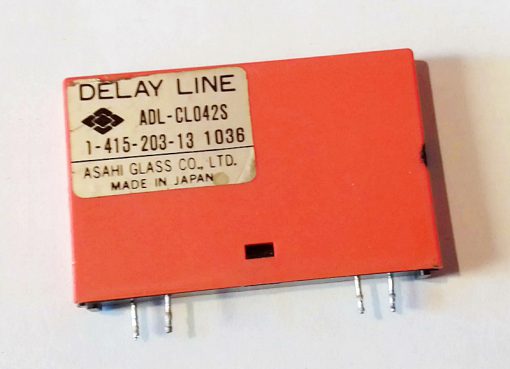 DELAY LINE
ADL-CL042S
1-415-203-13 1036
ASAHI GLASS CO., LTD.
MADE IN JAPAN